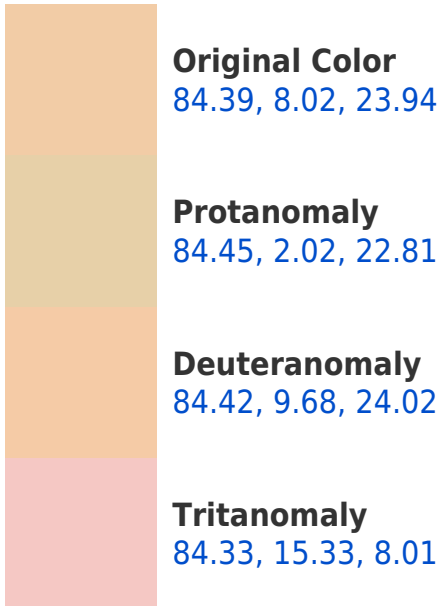 Original Color
84.39, 8.02, 23.94
Protanomaly
84.45, 2.02, 22.81
Deuteranomaly
84.42, 9.68, 24.02
Tritanomaly
84.33, 15.33, 8.01